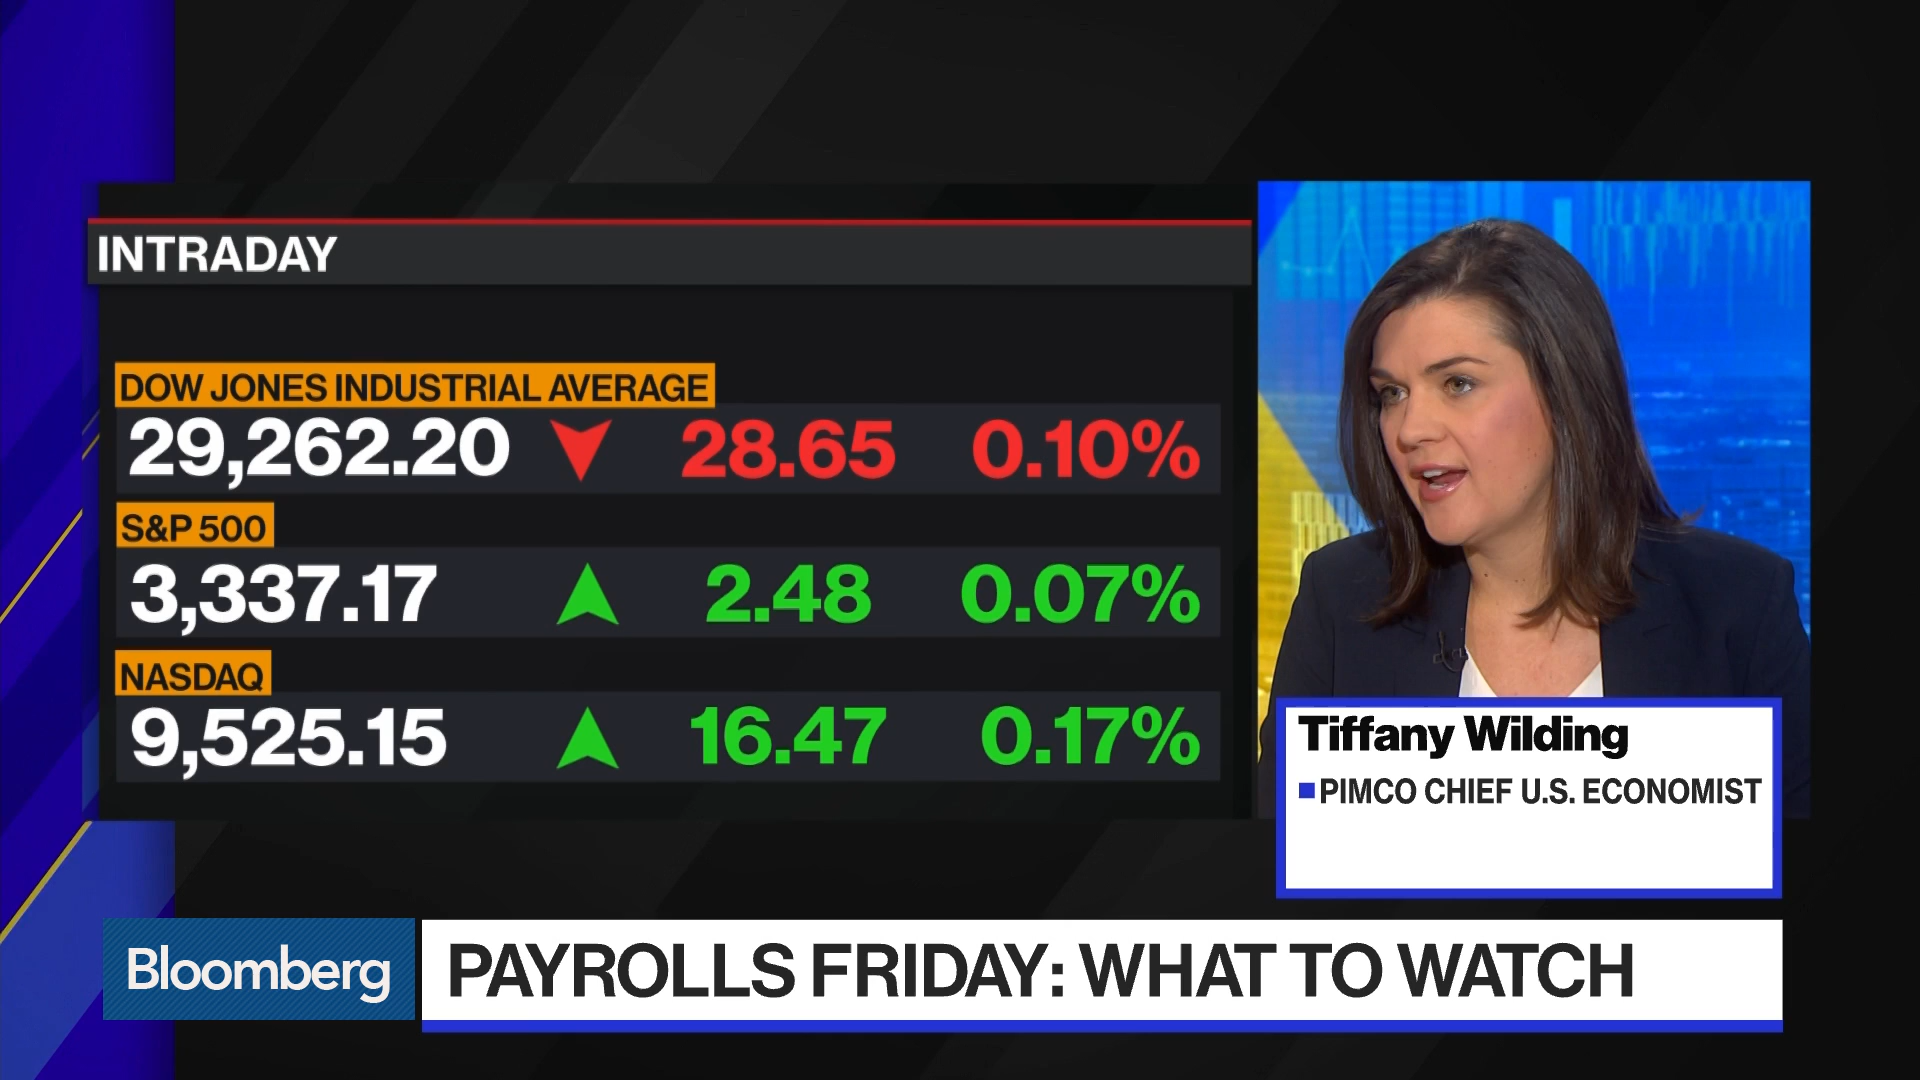 INTRADAY
DOW JONES INDUSTRIAL AVERAGE
29,262.20 ▼ 28.65 0.10%
S&P 500
3,337.17 ▲ 2.48 0.07%
NASDAQ
9,525.15 ▲ 16.47 0.17%
Tiffany Wilding
PIMCO CHIEF U.S. ECONOMIST
Bloomberg
PAYROLLS FRIDAY: WHAT TO WATCH